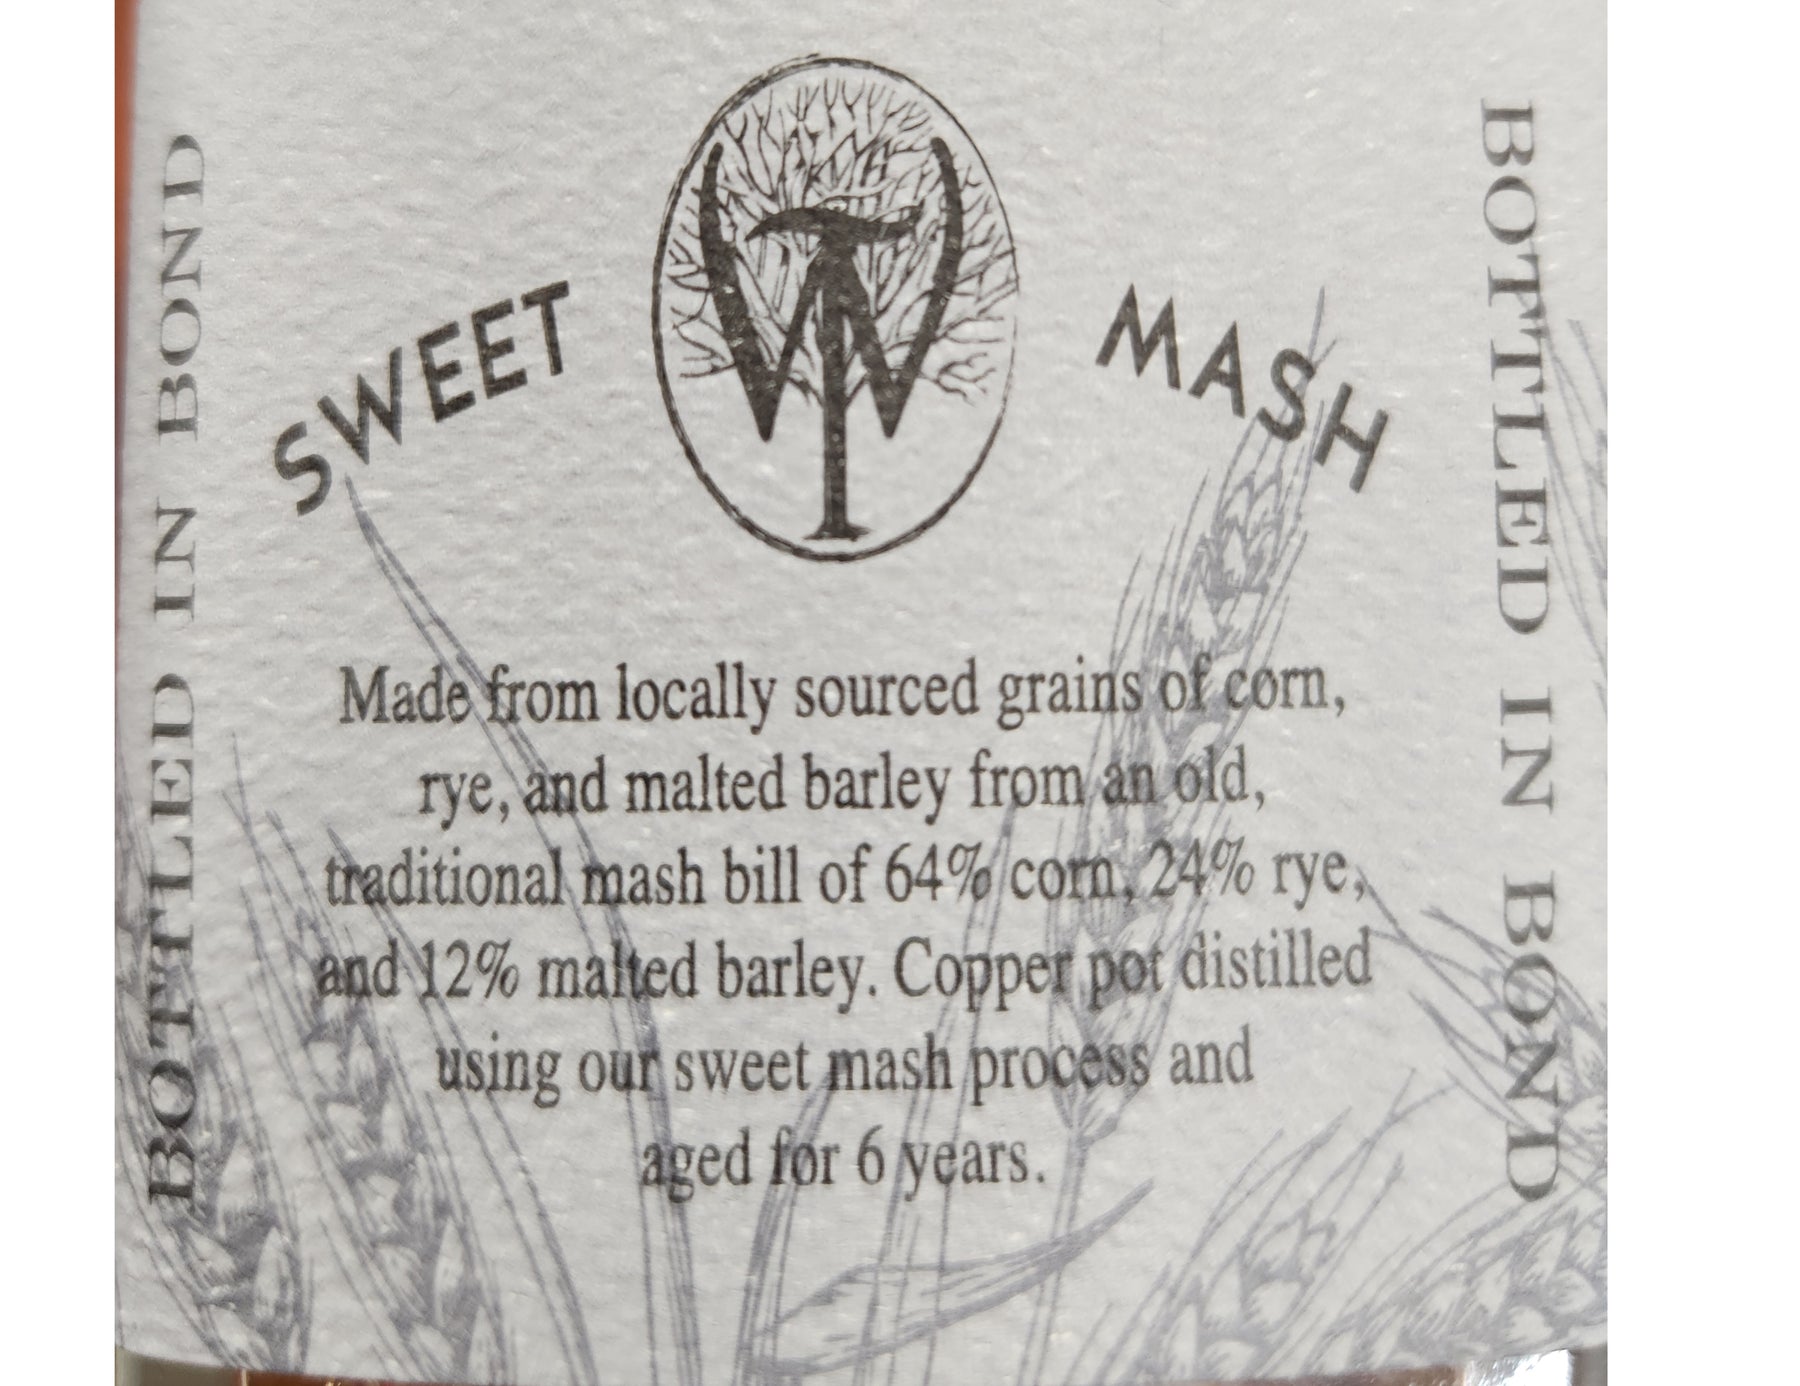 BOTTLED IN BOND
SWEET MASH
TW
Made from locally sourced grains of corn,
rye, and malted barley from an old,
traditional mash bill of 64% corn, 24% rye,
and 12% malted barley. Copper pot distilled
using our sweet mash process and
aged for 6 years.
BOTTLED IN BOND